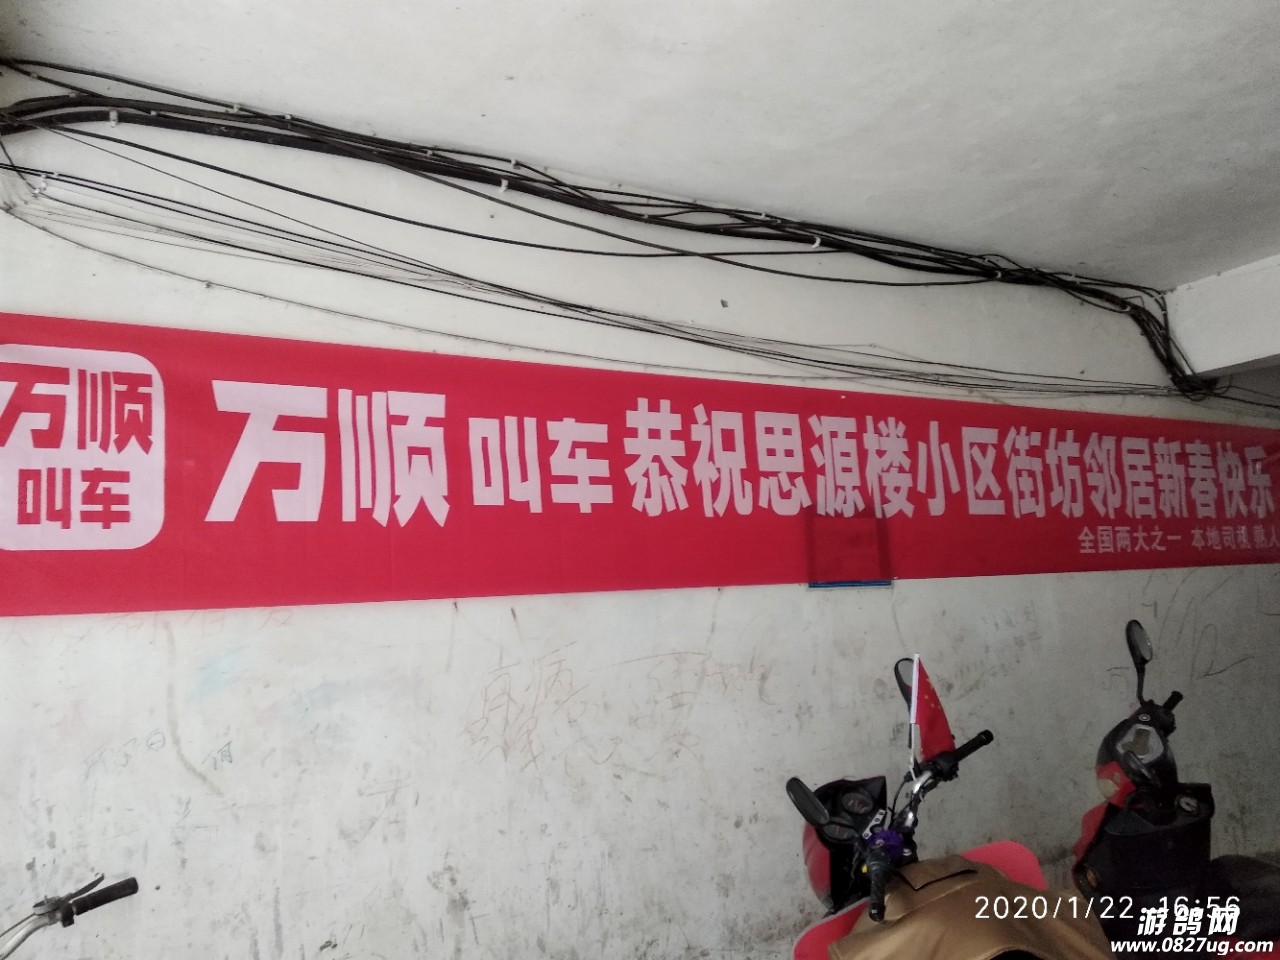 万顺
叫车
万顺 叫车 恭祝思源楼小区街坊邻居新春快乐
全国两大之一 本地司机 熟人
2020/1/22 16:56
游鸽网
www.0827ug.com